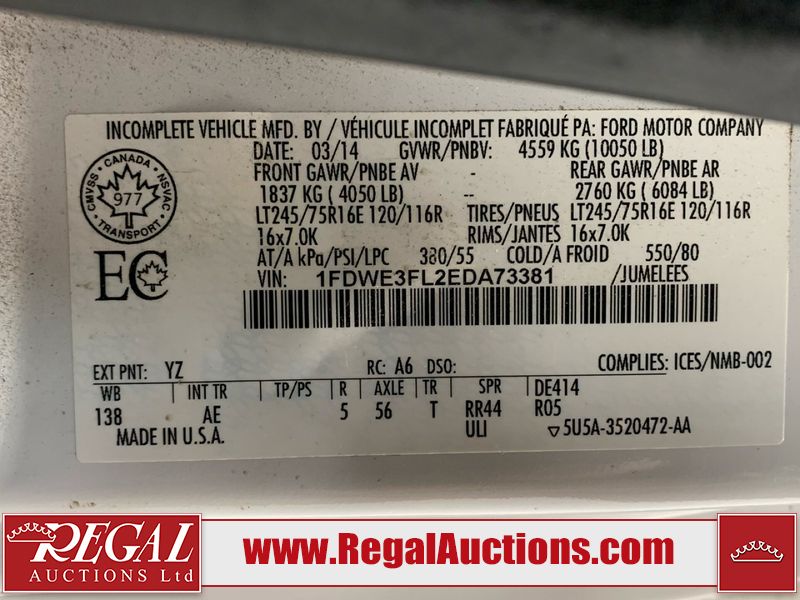 INCOMPLETE VEHICLE MFD. BY / VÉHICULE INCOMPLET FABRIQUÉ PA: FORD MOTOR COMPANY
DATE: 03/14 GVWR/PNBV: 4559 KG (10050 LB)
FRONT GAWR/PNBE AV - REAR GAWR/PNBE AR
1837 KG ( 4050 LB) -- 2760 KG ( 6084 LB)
LT245/75R16E 120/116R TIRES/PNEUS LT245/75R16E 120/116R
16x7.0K RIMS/JANTES 16x7.0K
AT/A kPa/PSI/LPC 380/55 COLD/A FROID 550/80
VIN: 1FDWE3FL2EDA73381 /JUMELEES
CMVSS · CANADA · NSVAC
977
TRANSPORT
EC
EXT PNT: YZ RC: A6 DSO: COMPLIES: ICES/NMB-002
WB INT TR TP/PS R AXLE TR SPR DE414
138 AE 5 56 T RR44 R05
MADE IN U.S.A. ULI ▽5U5A-3520472-AA
REGAL
AUCTIONS Ltd
www.RegalAuctions.com